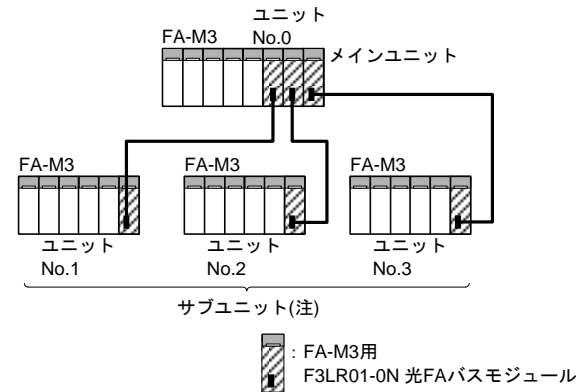 ユニット
FA-M3 No.0
メインユニット
FA-M3 FA-M3 FA-M3
ユニット ユニット ユニット
No.1 No.2 No.3
サブユニット(注)
: FA-M3用
F3LR01-0N 光FAバスモジュール